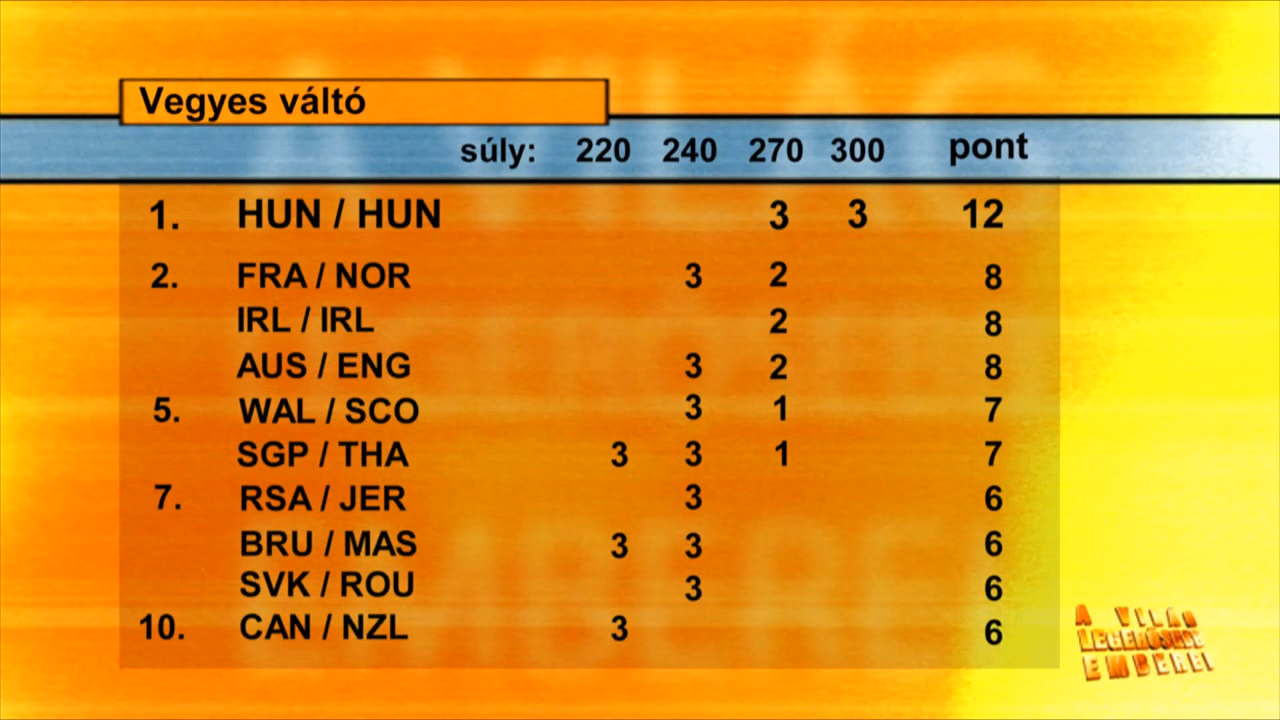 Vegyes váltó
súly: 220 240 270 300 pont
1. HUN / HUN 3 3 12
2. FRA / NOR 3 2 8
IRL / IRL 2 8
AUS / ENG 3 2 8
5. WAL / SCO 3 1 7
SGP / THA 3 3 1 7
7. RSA / JER 3 6
BRU / MAS 3 3 6
SVK / ROU 3 6
10. CAN / NZL 3 6
A VILÁG
LEGERŐSEBB
EMBEREI